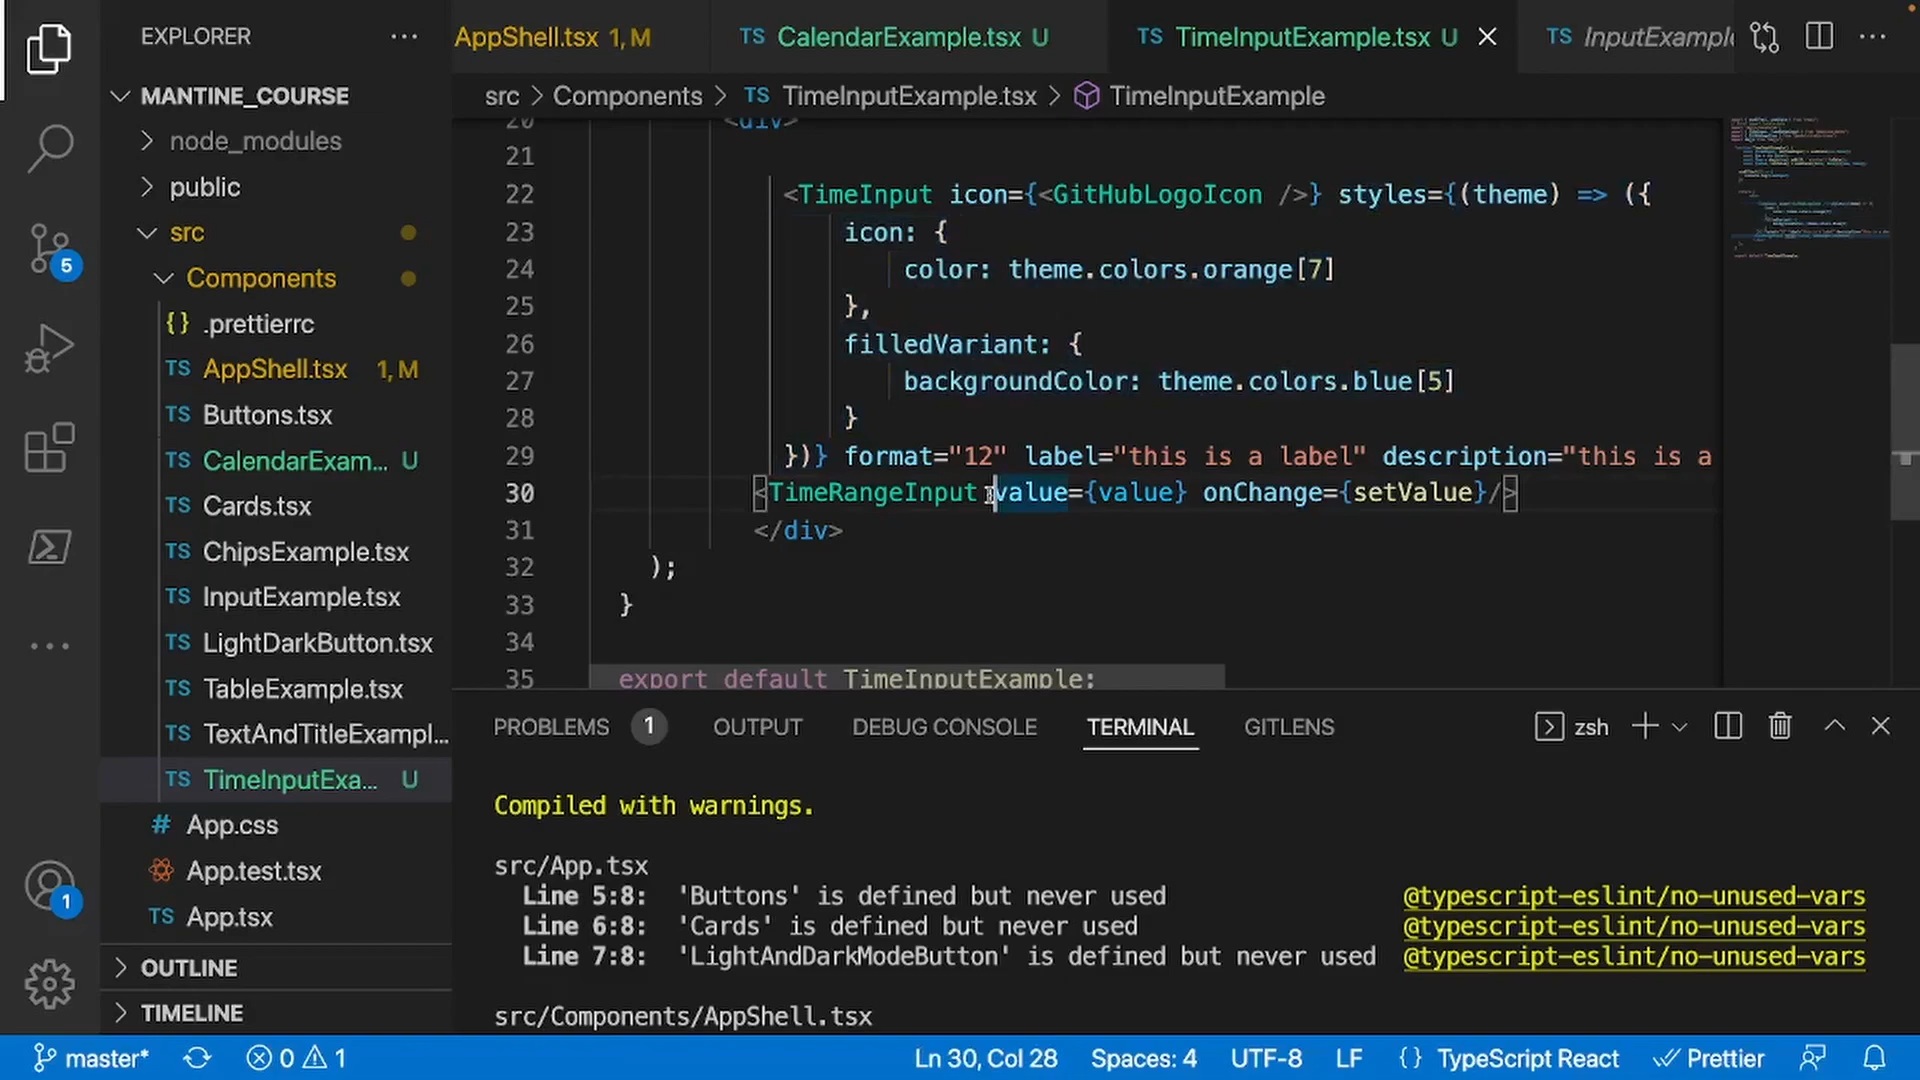 EXPLORER
MANTINE_COURSE
node_modules
public
src
Components
{} .prettierrc
TS AppShell.tsx 1, M
TS Buttons.tsx
TS CalendarExam... U
TS Cards.tsx
TS ChipsExample.tsx
TS InputExample.tsx
TS LightDarkButton.tsx
TS TableExample.tsx
TS TextAndTitleExampl...
TS TimeInputExa... U
# App.css
App.test.tsx
TS App.tsx
OUTLINE
TIMELINE
5
1
AppShell.tsx 1, M
TS CalendarExample.tsx U
TS TimeInputExample.tsx U
TS InputExampl
src > Components > TS TimeInputExample.tsx > TimeInputExample
20 <div>
21
22 <TimeInput icon={<GitHubLogoIcon />} styles={(theme) => ({
23 icon: {
24 color: theme.colors.orange[7]
25 },
26 filledVariant: {
27 backgroundColor: theme.colors.blue[5]
28 }
29 })} format="12" label="this is a label" description="this is a
30 <TimeRangeInput value={value} onChange={setValue}/>
31 </div>
32 );
33 }
34
35 export default TimeInputExample;
PROBLEMS 1 OUTPUT DEBUG CONSOLE TERMINAL GITLENS zsh
Compiled with warnings.
src/App.tsx
Line 5:8: 'Buttons' is defined but never used @typescript-eslint/no-unused-vars
Line 6:8: 'Cards' is defined but never used @typescript-eslint/no-unused-vars
Line 7:8: 'LightAndDarkModeButton' is defined but never used @typescript-eslint/no-unused-vars
src/Components/AppShell.tsx
master* 0 1 Ln 30, Col 28 Spaces: 4 UTF-8 LF {} TypeScript React Prettier